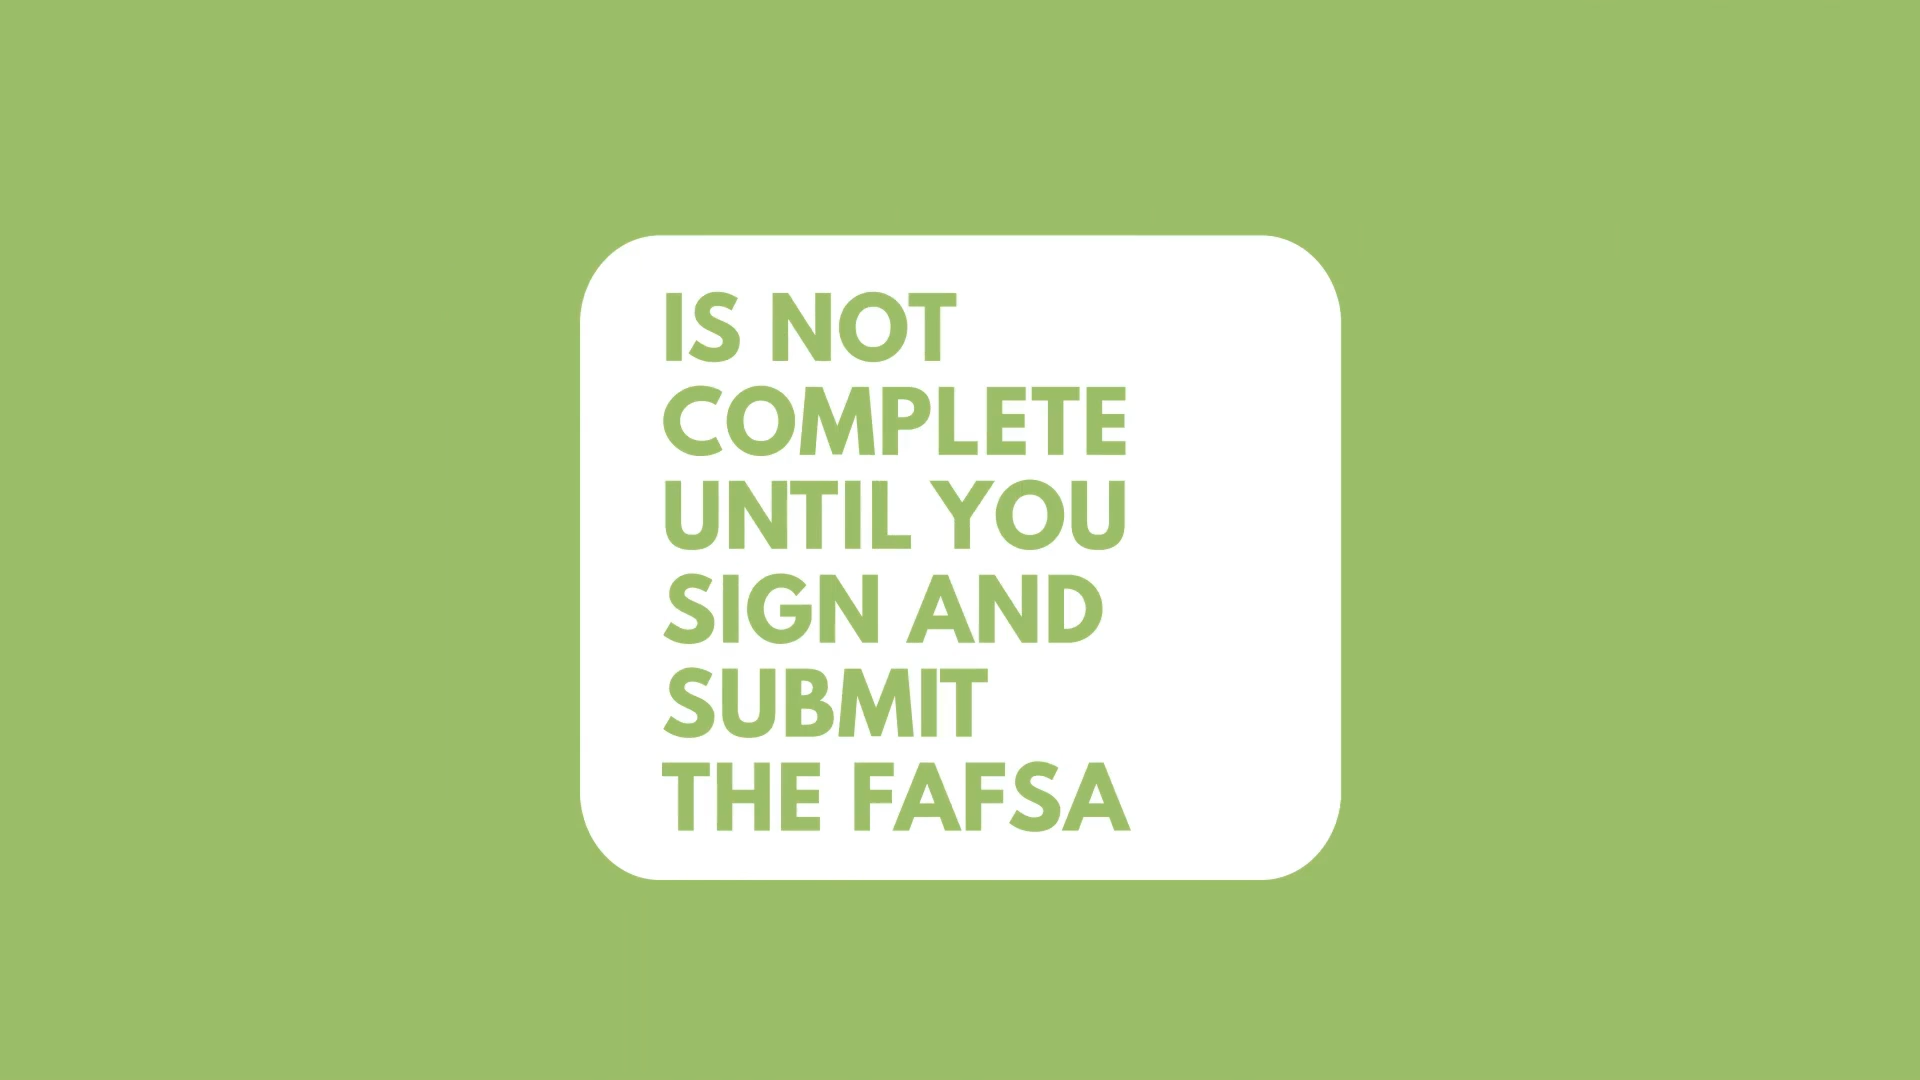 IS NOT
COMPLETE
UNTIL YOU
SIGN AND
SUBMIT
THE FAFSA